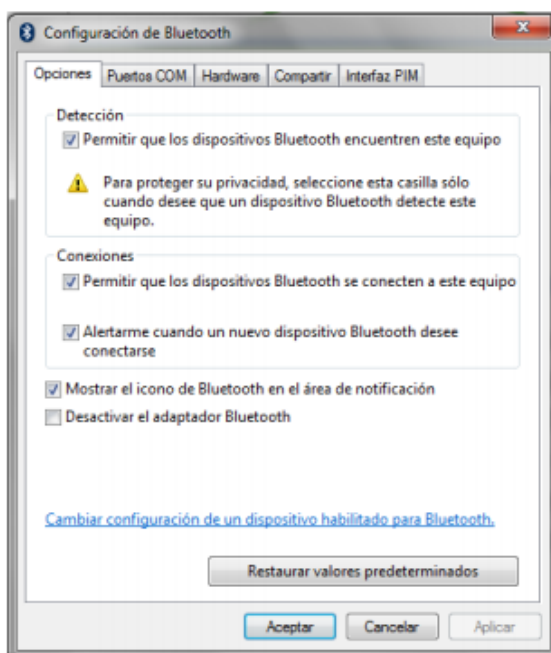 Configuración de Bluetooth
Opciones Puertos COM Hardware Compartir Interfaz PIM
Detección
Permitir que los dispositivos Bluetooth encuentren este equipo
Para proteger su privacidad, seleccione esta casilla sólo
cuando desee que un dispositivo Bluetooth detecte este
equipo.
Conexiones
Permitir que los dispositivos Bluetooth se conecten a este equipo
Alertarme cuando un nuevo dispositivo Bluetooth desee
conectarse
Mostrar el icono de Bluetooth en el área de notificación
Desactivar el adaptador Bluetooth
Cambiar configuración de un dispositivo habilitado para Bluetooth.
Restaurar valores predeterminados
Aceptar Cancelar Aplicar